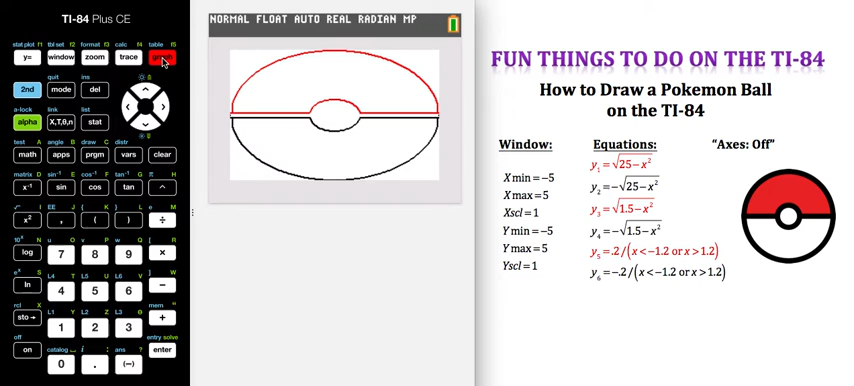 TI-84 Plus CE
stat plot f1 tbl set f2 format f3 calc f4 table f5
y= window zoom trace
quit ins
2nd mode del
a-lock link list
alpha X,T,θ,n stat
test A angle B draw C distr
math apps prgm vars clear
matrix D sin⁻¹ E cos⁻¹ F tan⁻¹ G π H
x⁻¹ sin cos tan ^
√ I EE J { K } L e M
x² , ( ) ÷
10ˣ N u O v P w Q [ R
log 7 8 9 ×
eˣ S L4 T L5 U L6 V ] W
ln 4 5 6 −
rcl X L1 Y L2 Z L3 θ mem "
sto→ 1 2 3 +
off catalog ⎵ i : ans ? entry solve
on 0 . (−) enter
NORMAL FLOAT AUTO REAL RADIAN MP
FUN THINGS TO DO ON THE TI-84
How to Draw a Pokemon Ball
on the TI-84
Window: Equations: "Axes: Off"
X min = −5
X max = 5
Xscl = 1
Y min = −5
Y max = 5
Yscl = 1
y₁ = √25 − x²
y₂ = −√25 − x²
y₃ = √1.5 − x²
y₄ = −√1.5 − x²
y₅ = .2 / (x < −1.2 or x > 1.2)
y₆ = −.2 / (x < −1.2 or x > 1.2)